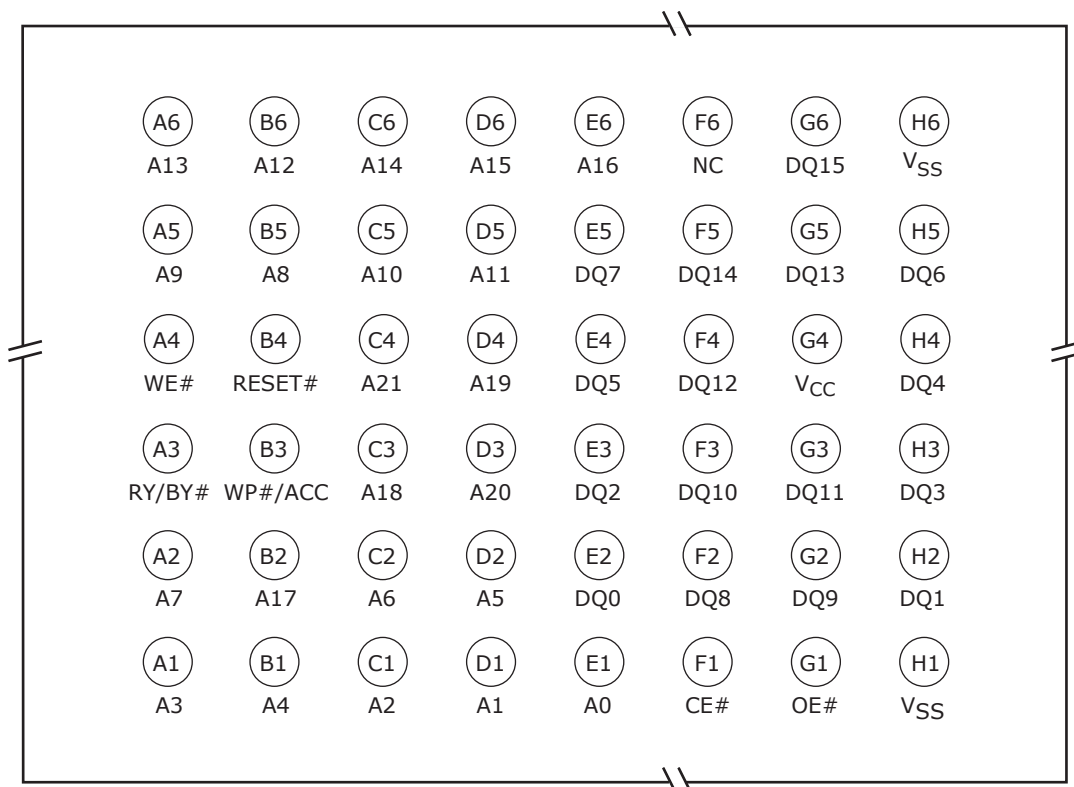 A6 B6 C6 D6 E6 F6 G6 H6
A13 A12 A14 A15 A16 NC DQ15 VSS
A5 B5 C5 D5 E5 F5 G5 H5
A9 A8 A10 A11 DQ7 DQ14 DQ13 DQ6
A4 B4 C4 D4 E4 F4 G4 H4
WE# RESET# A21 A19 DQ5 DQ12 VCC DQ4
A3 B3 C3 D3 E3 F3 G3 H3
RY/BY# WP#/ACC A18 A20 DQ2 DQ10 DQ11 DQ3
A2 B2 C2 D2 E2 F2 G2 H2
A7 A17 A6 A5 DQ0 DQ8 DQ9 DQ1
A1 B1 C1 D1 E1 F1 G1 H1
A3 A4 A2 A1 A0 CE# OE# VSS